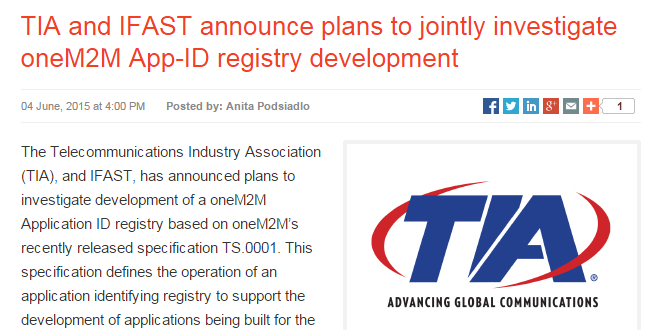 TIA and IFAST announce plans to jointly investigate
oneM2M App-ID registry development
04 June, 2015 at 4:00 PM Posted by: Anita Podsiadlo
f in g+ + 1
The Telecommunications Industry Association
(TIA), and IFAST, has announced plans to
investigate development of a oneM2M
Application ID registry based on oneM2M's
recently released specification TS.0001. This
specification defines the operation of an
application identifying registry to support the
development of applications being built for the
TIA®
ADVANCING GLOBAL COMMUNICATIONS